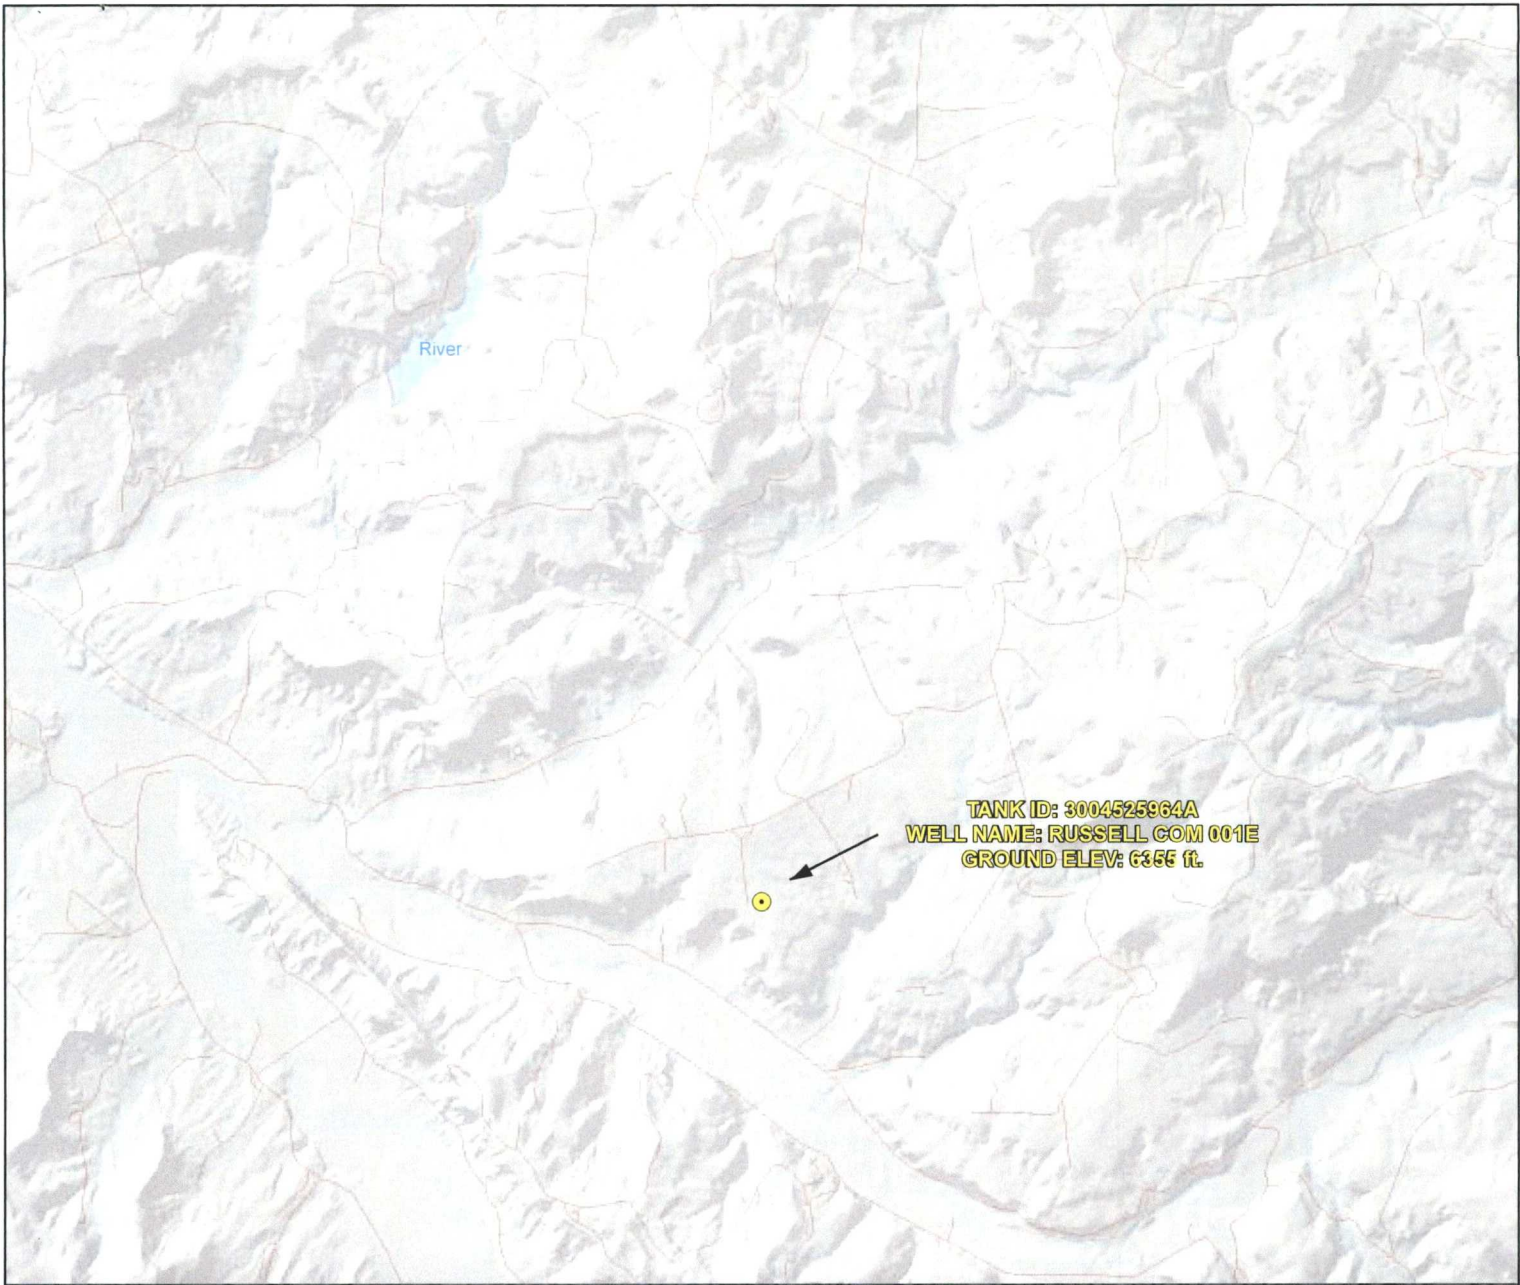 River
TANK ID: 3004525964A
WELL NAME: RUSSELL COM 001E
GROUND ELEV: 6355 ft.